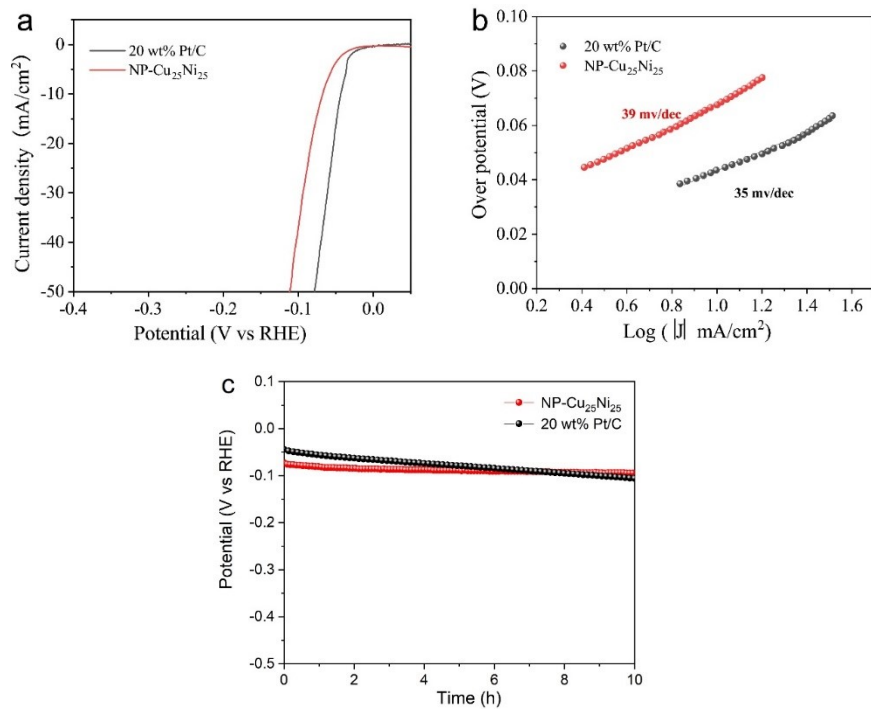 a
20 wt% Pt/C
NP-Cu₂₅Ni₂₅
Current density (mA/cm²)
0
-10
-20
-30
-40
-50
-0.4
-0.3
-0.2
-0.1
0.0
Potential (V vs RHE)
b
20 wt% Pt/C
NP-Cu₂₅Ni₂₅
39 mv/dec
35 mv/dec
Over potential (V)
0.10
0.08
0.06
0.04
0.02
0.00
0.2
0.4
0.6
0.8
1.0
1.2
1.4
1.6
Log (|J| mA/cm²)
c
NP-Cu₂₅Ni₂₅
20 wt% Pt/C
Potential (V vs RHE)
0.1
0.0
-0.1
-0.2
-0.3
-0.4
-0.5
0
2
4
6
8
10
Time (h)